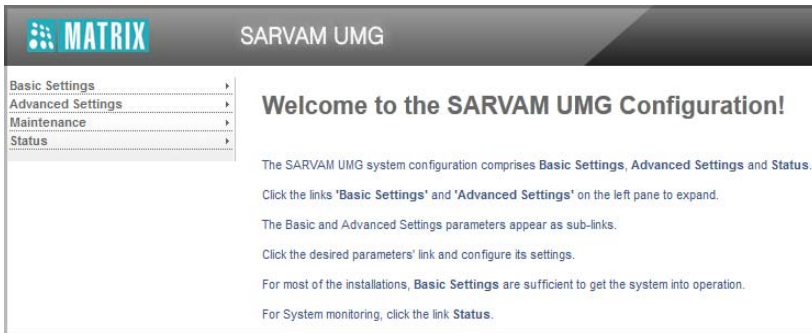 MATRIX
SARVAM UMG
Basic Settings
Advanced Settings
Maintenance
Status
Welcome to the SARVAM UMG Configuration!
The SARVAM UMG system configuration comprises Basic Settings, Advanced Settings and Status.
Click the links 'Basic Settings' and 'Advanced Settings' on the left pane to expand.
The Basic and Advanced Settings parameters appear as sub-links.
Click the desired parameters' link and configure its settings.
For most of the installations, Basic Settings are sufficient to get the system into operation.
For System monitoring, click the link Status.